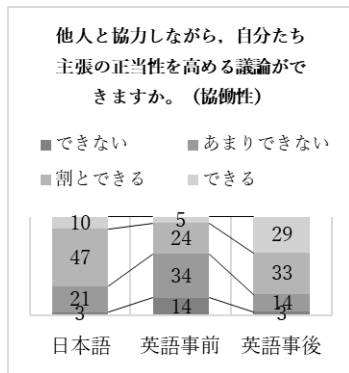 他人と協力しながら，自分たち
主張の正当性を高める議論がで
きますか。（協働性）
■できない ■あまりできない
■割とできる ■できる
10 5 29
47 24 33
21 34 14
3 14 3
日本語 英語事前 英語事後